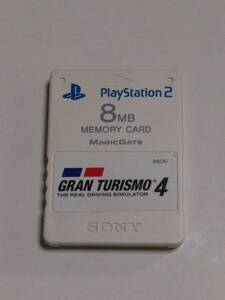 PlayStation 2
8MB
MEMORY CARD
MAGICGATE
GRAN TURISMO 4
THE REAL DRIVING SIMULATOR
SONY